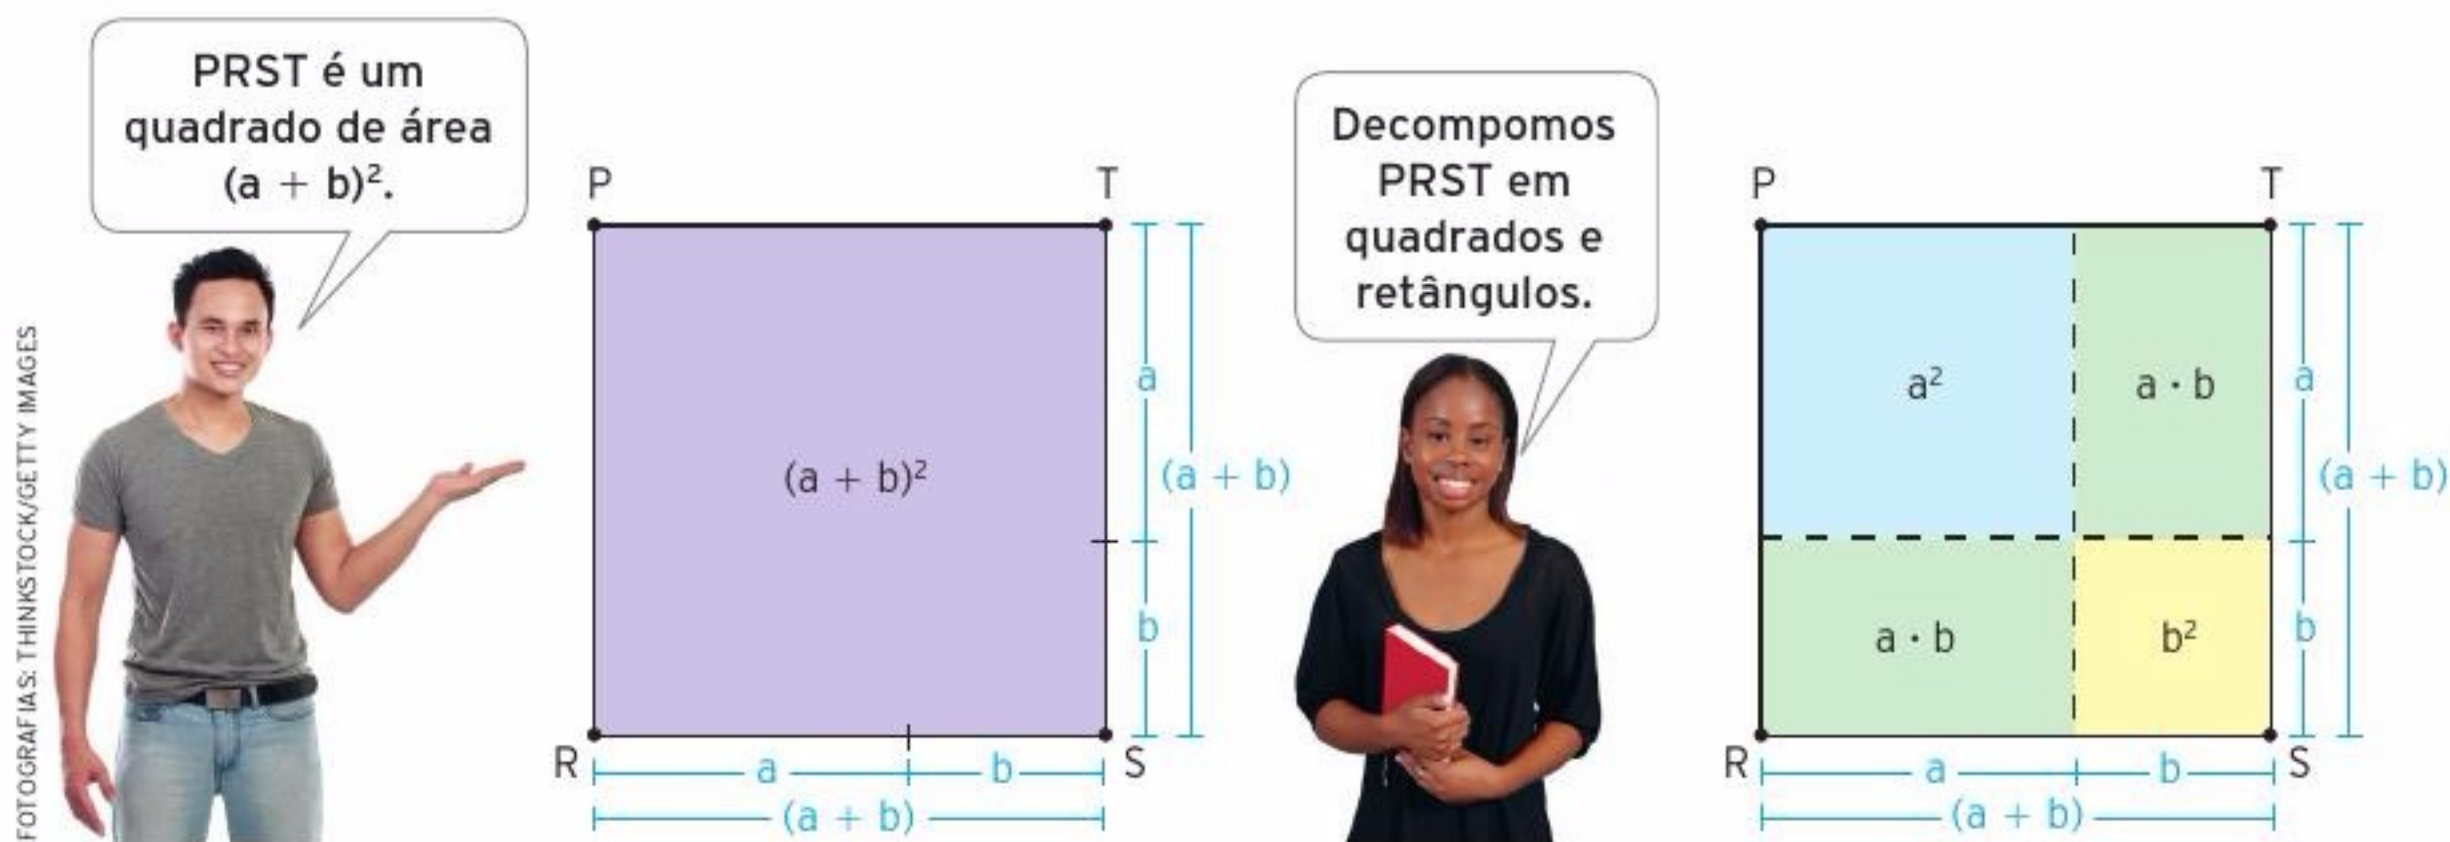 PRST é um
quadrado de área
(a + b)².
P
T
(a + b)²
a
b
(a + b)
R
a
b
S
(a + b)
Decompomos
PRST em
quadrados e
retângulos.
P
T
a²
a · b
a · b
b²
a
b
(a + b)
R
a
b
S
(a + b)
FOTOGRAFIAS: THINKSTOCK/GETTY IMAGES